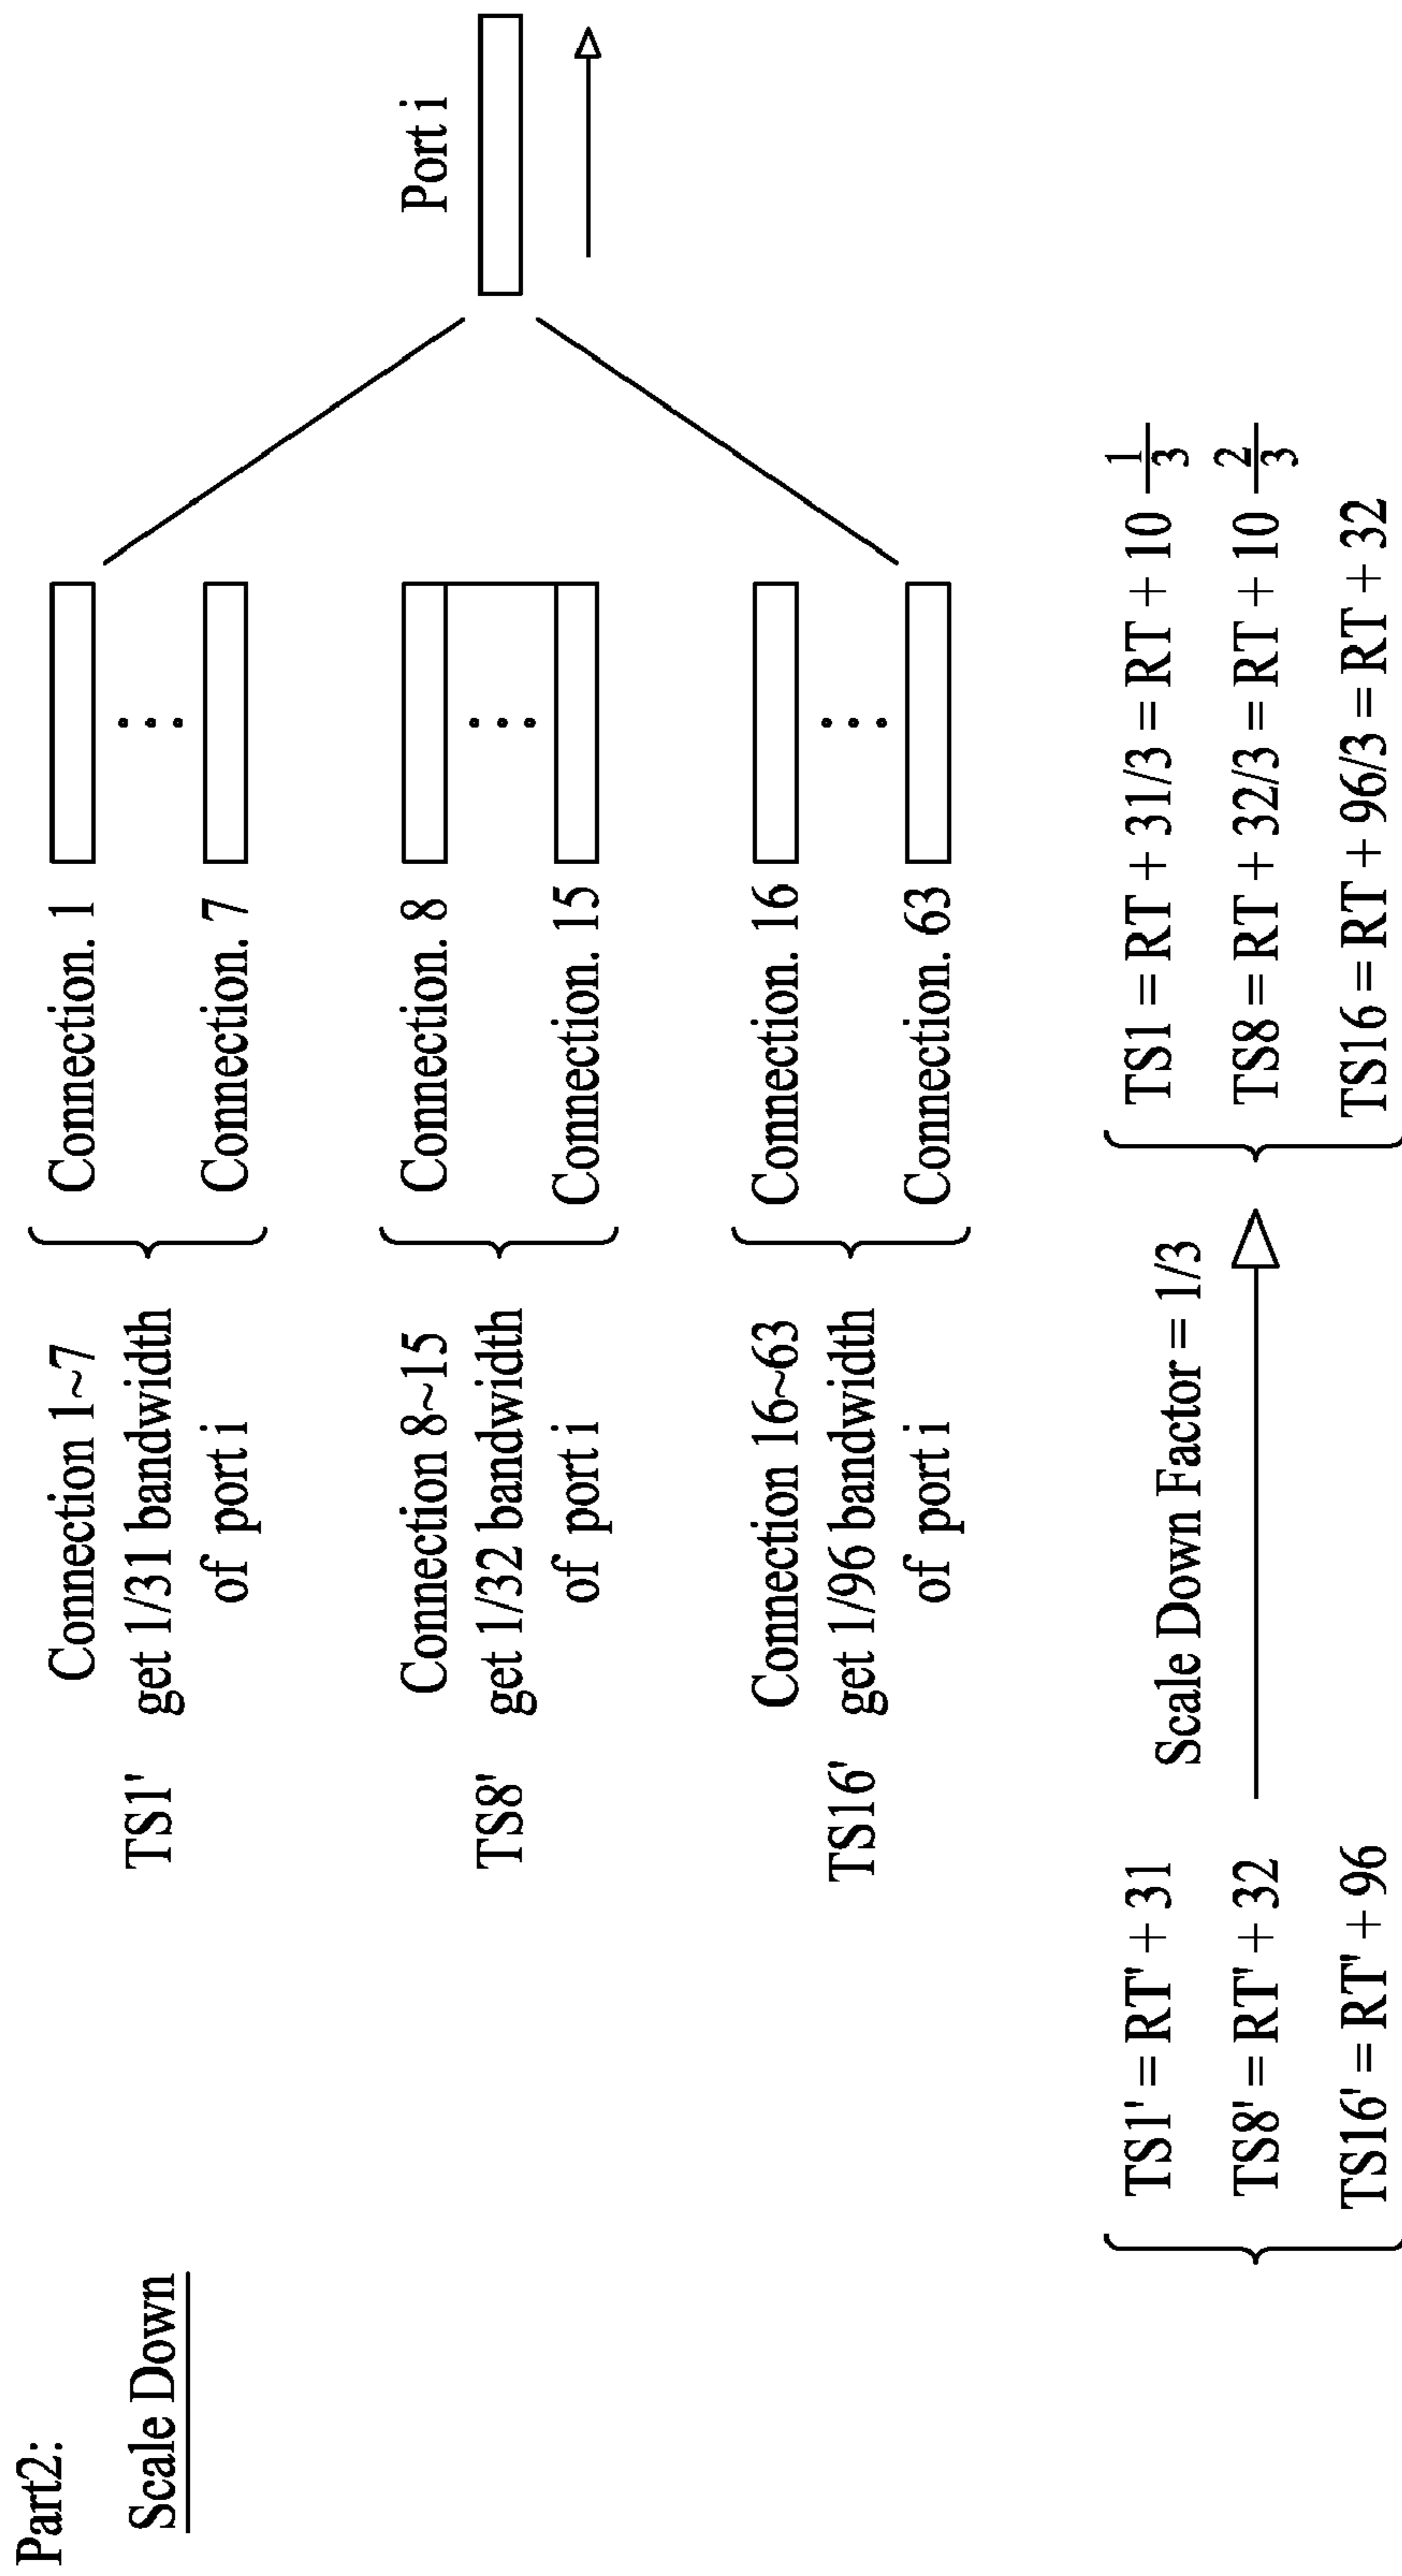 Part2:
Scale Down
Connection 1~7
TS1' get 1/31 bandwidth
of port i
Connection. 1
Connection. 7
Connection 8~15
TS8' get 1/32 bandwidth
of port i
Connection. 8
Connection. 15
Connection 16~63
TS16' get 1/96 bandwidth
of port i
Connection. 16
Connection. 63
Port i
TS1' = RT' + 31
TS8' = RT' + 32
TS16' = RT' + 96
Scale Down Factor = 1/3
TS1 = RT + 31/3 = RT + 10 1/3
TS8 = RT + 32/3 = RT + 10 2/3
TS16 = RT + 96/3 = RT + 32